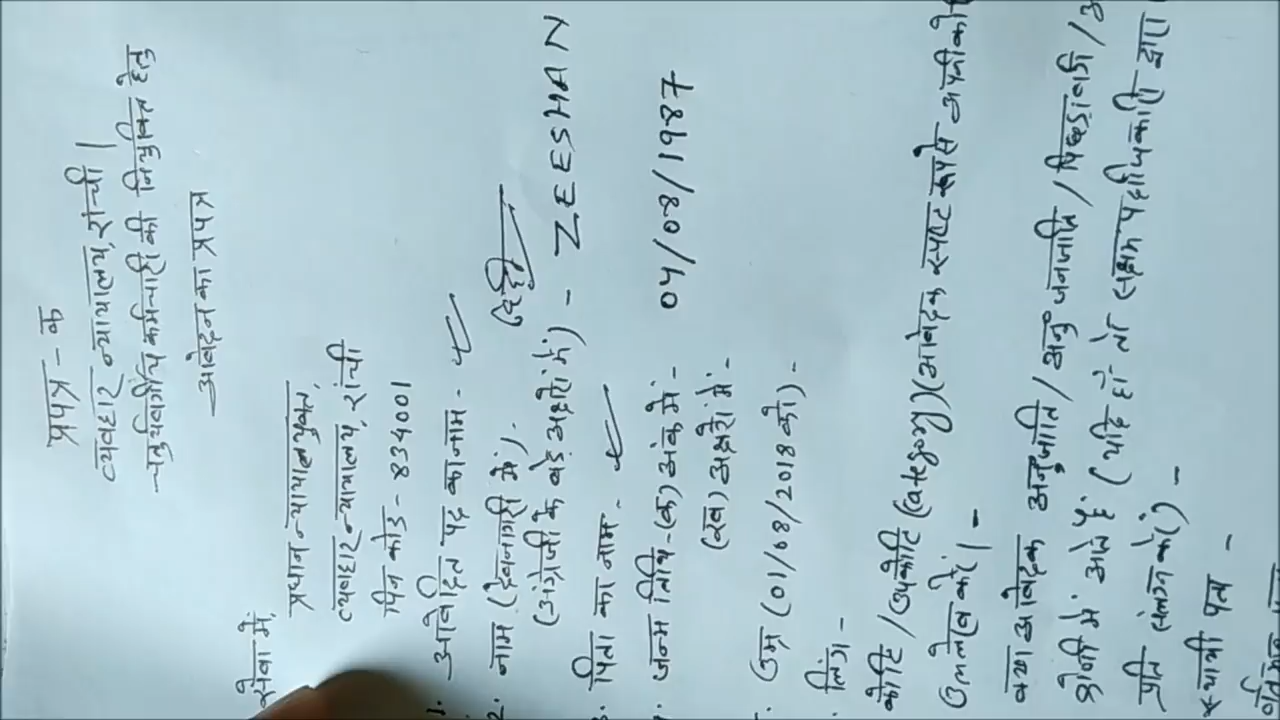 प्रपत्र - क
व्यवहार न्यायालय, रांची।
चतुर्थवर्गीय कर्मचारी की नियुक्ति हेतु
आवेदन का प्रपत्र
सेवा में,
प्रधान न्यायायुक्त,
व्यवहार न्यायालय, रांची
पिन कोड - 834001
1. आवेदित पद का नाम -
2. नाम (देवनागरी में).
(हिंदी)
(अंग्रेजी के बड़े अक्षरों में) - ZEESHAN
3. पिता का नाम -
जन्म तिथि - (क) अंक में - 04/08/1987
(ख) अक्षरों में -
उम्र (01/08/2018 को) -
लिंग -
कोटि / उपकोटि (Category) (आवेदक स्पष्ट रूप से अपनी
उल्लेख करें। -
क्या आवेदक अनुजाति / अनु जनजाति / पिछड़ावर्ग /
श्रेणी में आते हैं (यदि हाँ तो सक्षम पदाधिकारी द्वारा
प्रति संलग्न करें) -
स्थायी पता -